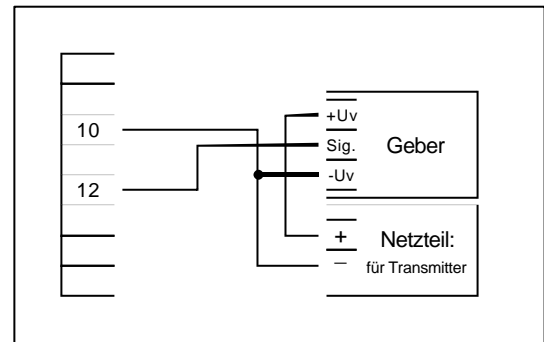 10
12
+Uv
Sig.
-Uv
Geber
+
−
Netzteil:
für Transmitter